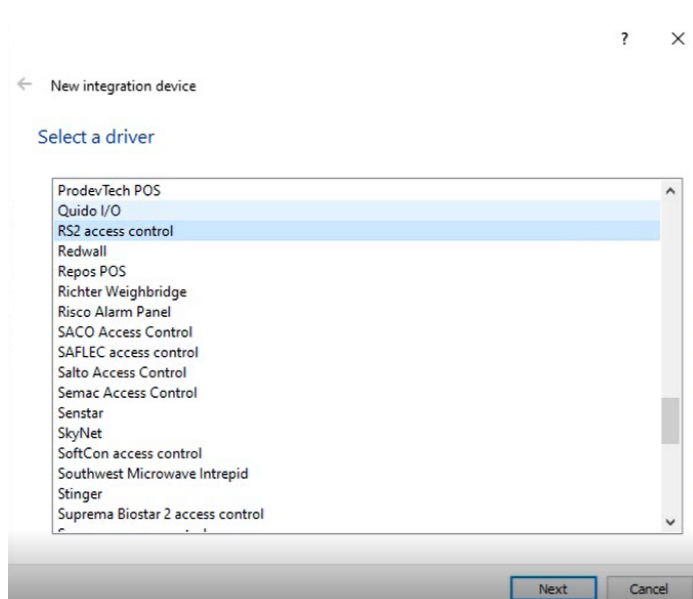 ?
New integration device
Select a driver
ProdevTech POS
Quido I/O
RS2 access control
Redwall
Repos POS
Richter Weighbridge
Risco Alarm Panel
SACO Access Control
SAFLEC access control
Salto Access Control
Semac Access Control
Senstar
SkyNet
SoftCon access control
Southwest Microwave Intrepid
Stinger
Suprema Biostar 2 access control
Next
Cancel